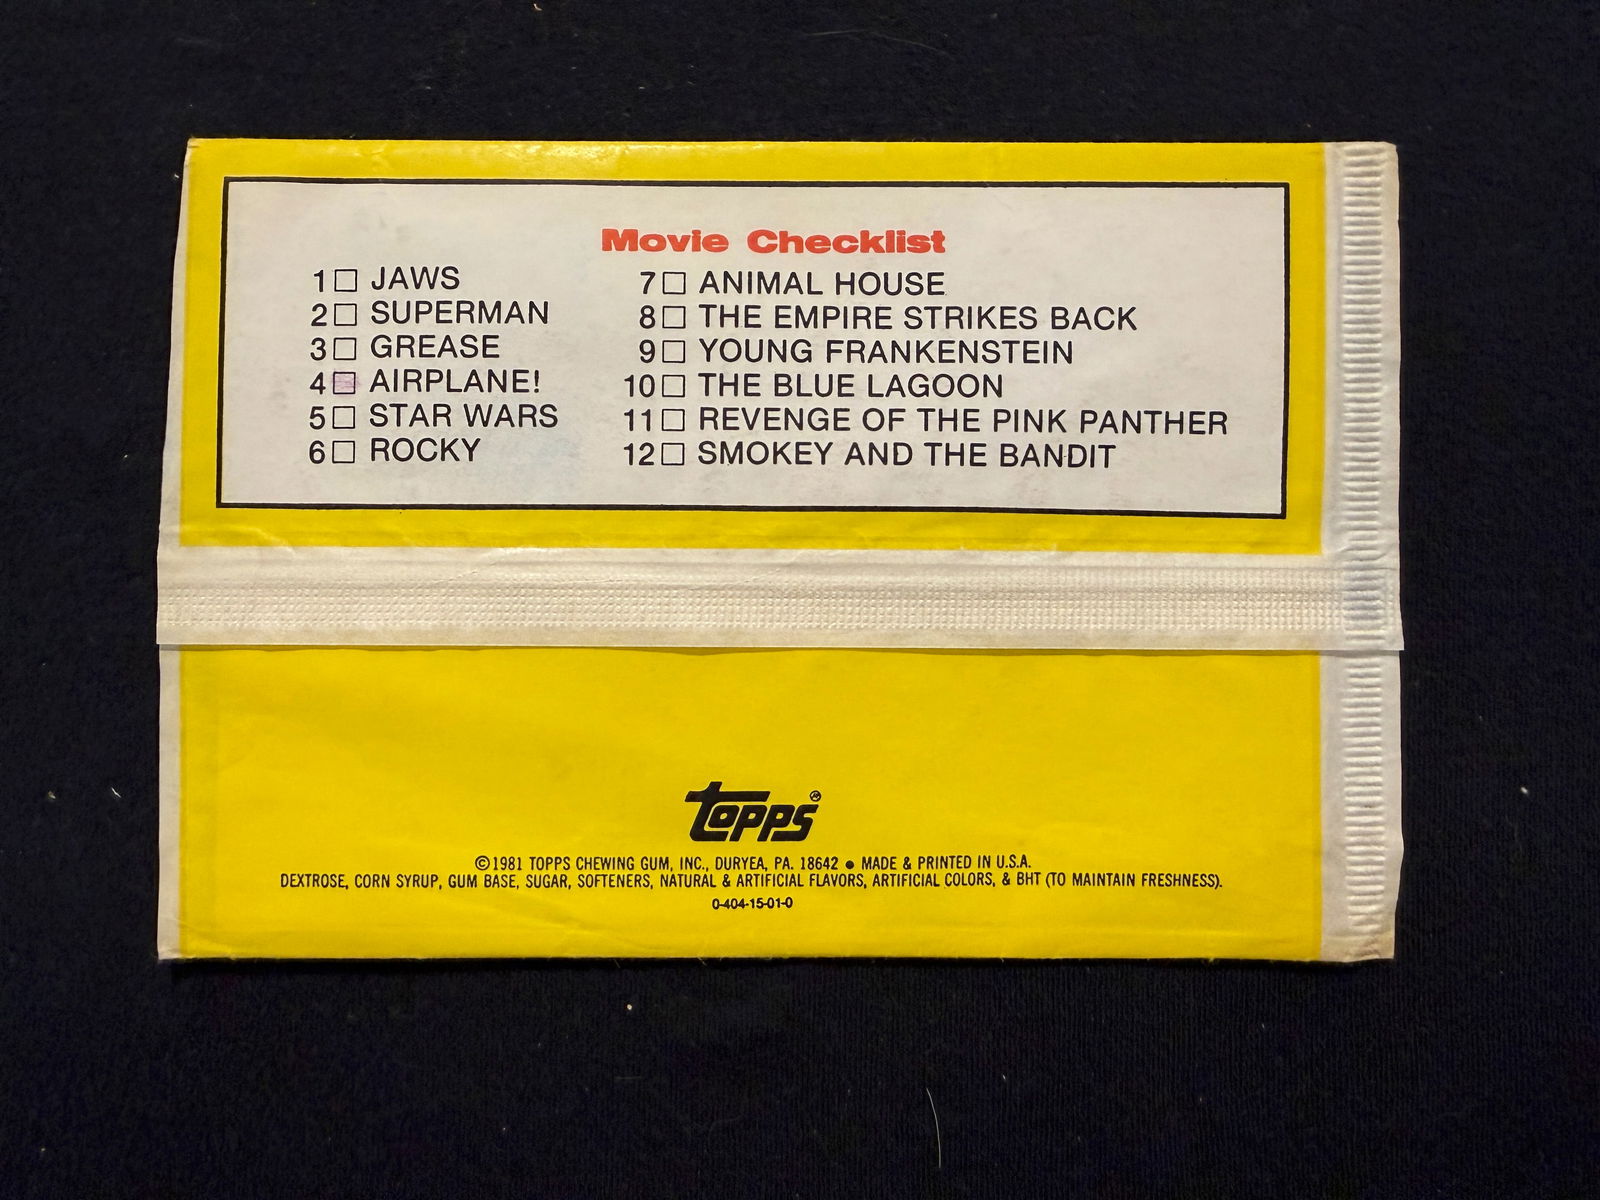 Movie Checklist
1 □ JAWS
2 □ SUPERMAN
3 □ GREASE
4 □ AIRPLANE!
5 □ STAR WARS
6 □ ROCKY
7 □ ANIMAL HOUSE
8 □ THE EMPIRE STRIKES BACK
9 □ YOUNG FRANKENSTEIN
10 □ THE BLUE LAGOON
11 □ REVENGE OF THE PINK PANTHER
12 □ SMOKEY AND THE BANDIT
topps ®
©1981 TOPPS CHEWING GUM, INC., DURYEA, PA. 18642 ● MADE & PRINTED IN U.S.A.
DEXTROSE, CORN SYRUP, GUM BASE, SUGAR, SOFTENERS, NATURAL & ARTIFICIAL FLAVORS, ARTIFICIAL COLORS, & BHT (TO MAINTAIN FRESHNESS).
0-404-15-01-0